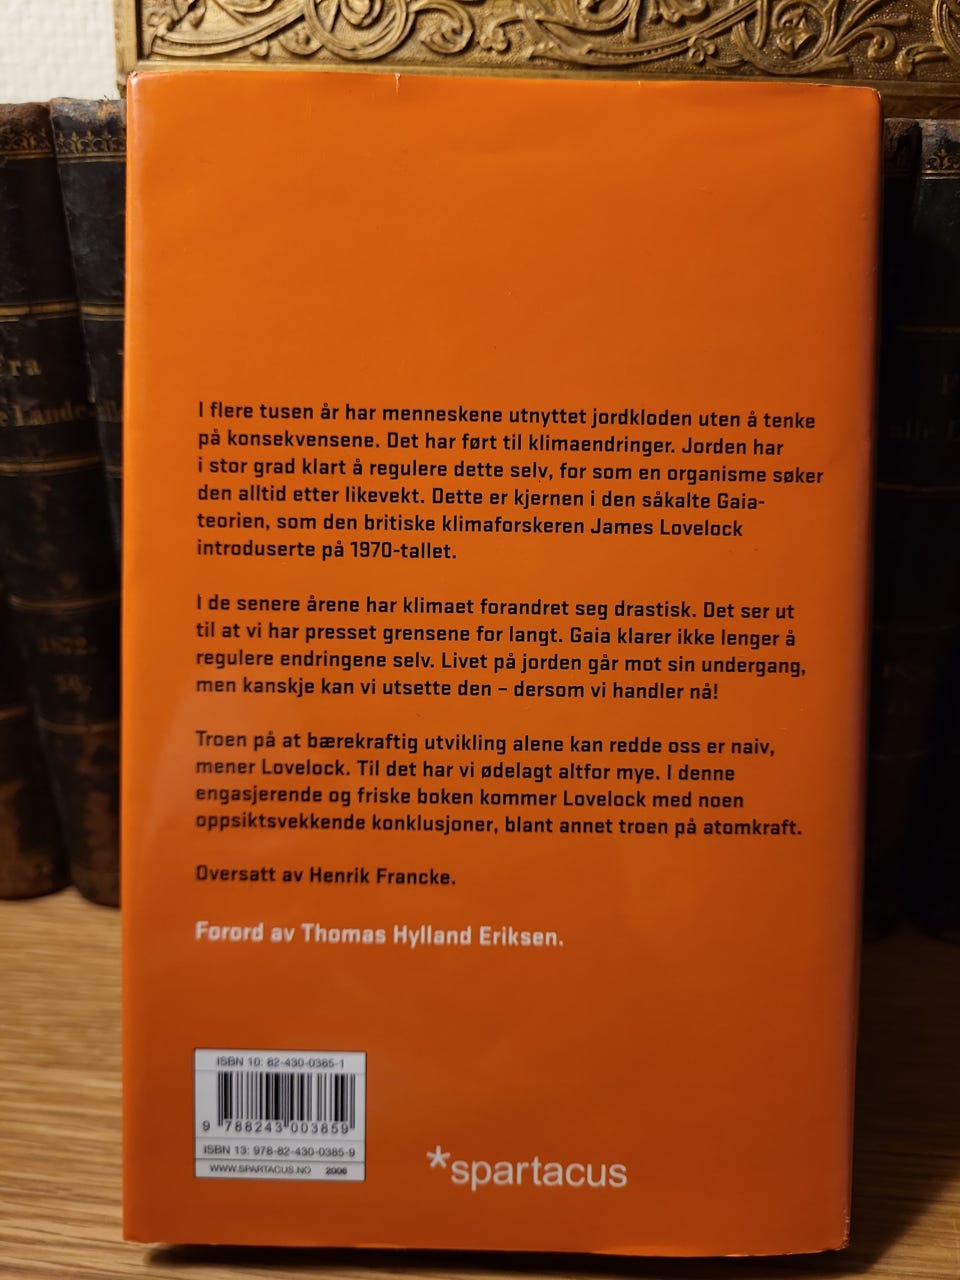 I flere tusen år har menneskene utnyttet jordkloden uten å tenke
på konsekvensene. Det har ført til klimaendringer. Jorden har
i stor grad klart å regulere dette selv, for som en organisme søker
den alltid etter likevekt. Dette er kjernen i den såkalte Gaia-
teorien, som den britiske klimaforskeren James Lovelock
introduserte på 1970-tallet.
I de senere årene har klimaet forandret seg drastisk. Det ser ut
til at vi har presset grensene for langt. Gaia klarer ikke lenger å
regulere endringene selv. Livet på jorden går mot sin undergang,
men kanskje kan vi utsette den – dersom vi handler nå!
Troen på at bærekraftig utvikling alene kan redde oss er naiv,
mener Lovelock. Til det har vi ødelagt altfor mye. I denne
engasjerende og friske boken kommer Lovelock med noen
oppsiktsvekkende konklusjoner, blant annet troen på atomkraft.
Oversatt av Henrik Francke.
Forord av Thomas Hylland Eriksen.
ISBN 10: 82-430-0385-1
9 788243 003859
ISBN 13: 978-82-430-0385-9
WWW.SPARTACUS.NO 2006
*spartacus
1872